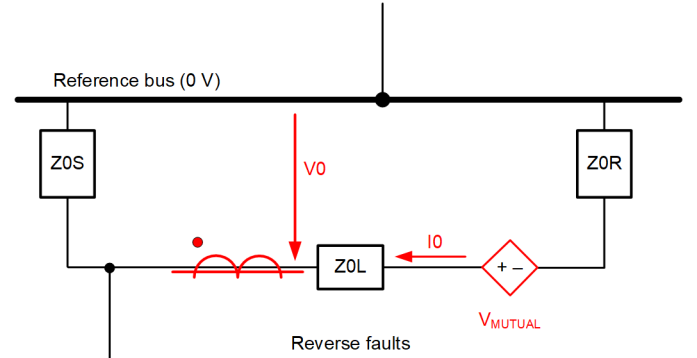 Reference bus (0 V)
Z0S
V0
Z0R
I0
Z0L
+ –
VMUTUAL
Reverse faults